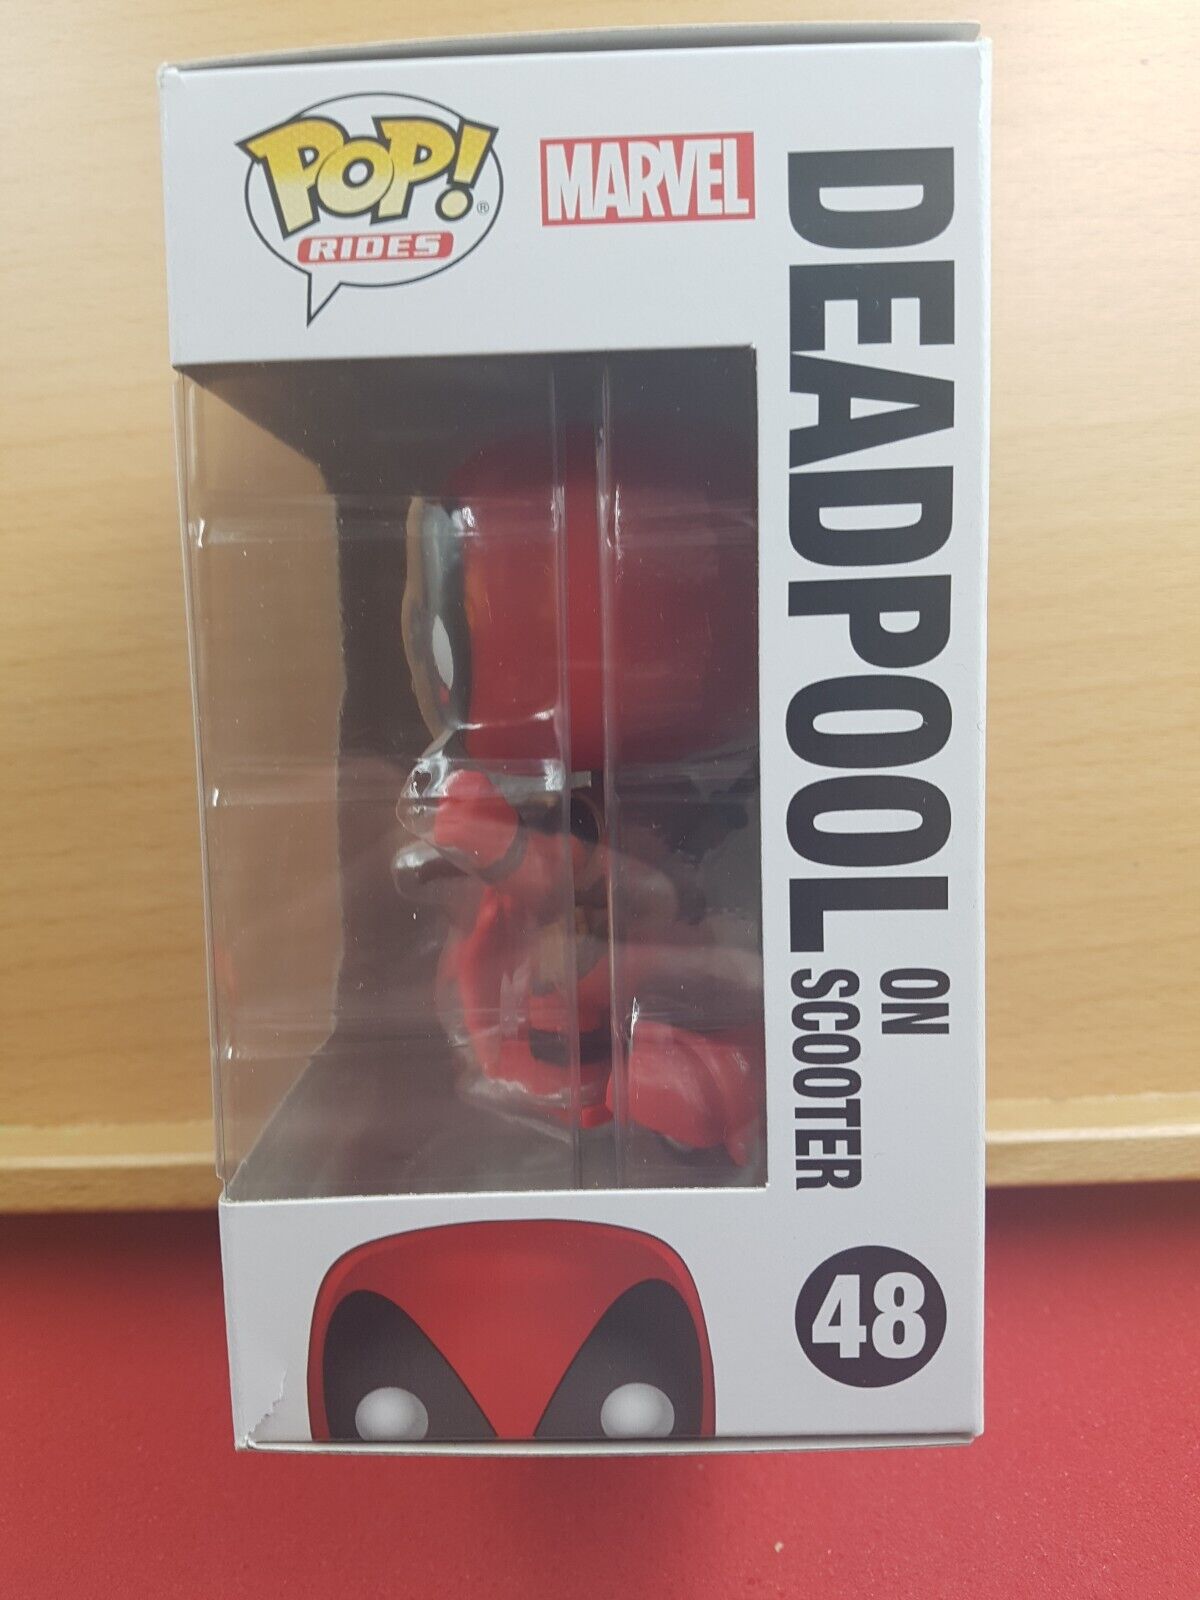 POP!®
RIDES
MARVEL
DEADPOOL
ON
SCOOTER
48